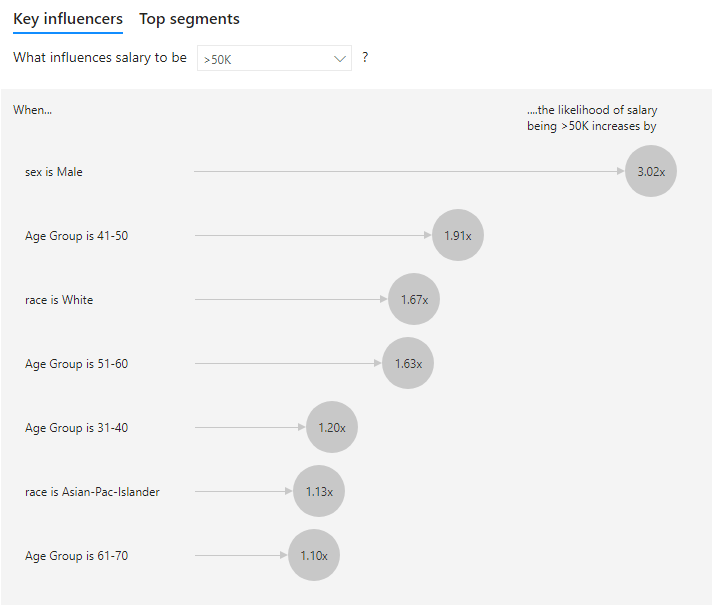 Key influencers Top segments
What influences salary to be >50K ?
When... ....the likelihood of salary
being >50K increases by
sex is Male 3.02x
Age Group is 41-50 1.91x
race is White 1.67x
Age Group is 51-60 1.63x
Age Group is 31-40 1.20x
race is Asian-Pac-Islander 1.13x
Age Group is 61-70 1.10x